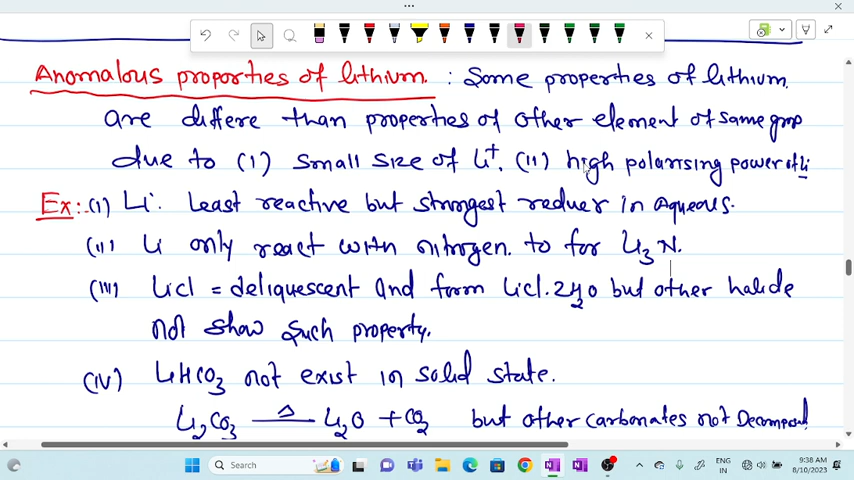 Anomalous proporties of lithium. : Some properties of lithium.
are differe than properties of other element of same grop
due to (I) Small size of Li+. (II) high polarising power of Li
Ex:- (I) Li. Least reactive but strongest reducer in Aqueous.
(II) Li only react with nitrogen to for Li3N.
(III) Licl = deliquescent and form Licl.2H2O but other halide
not show such property.
(IV) LiHCO3 not exist in solid state.
Li2CO3 Δ Li2O + CO2 but other carbonates not Decompos
Search
ENG
IN
9:38 AM
8/10/2023